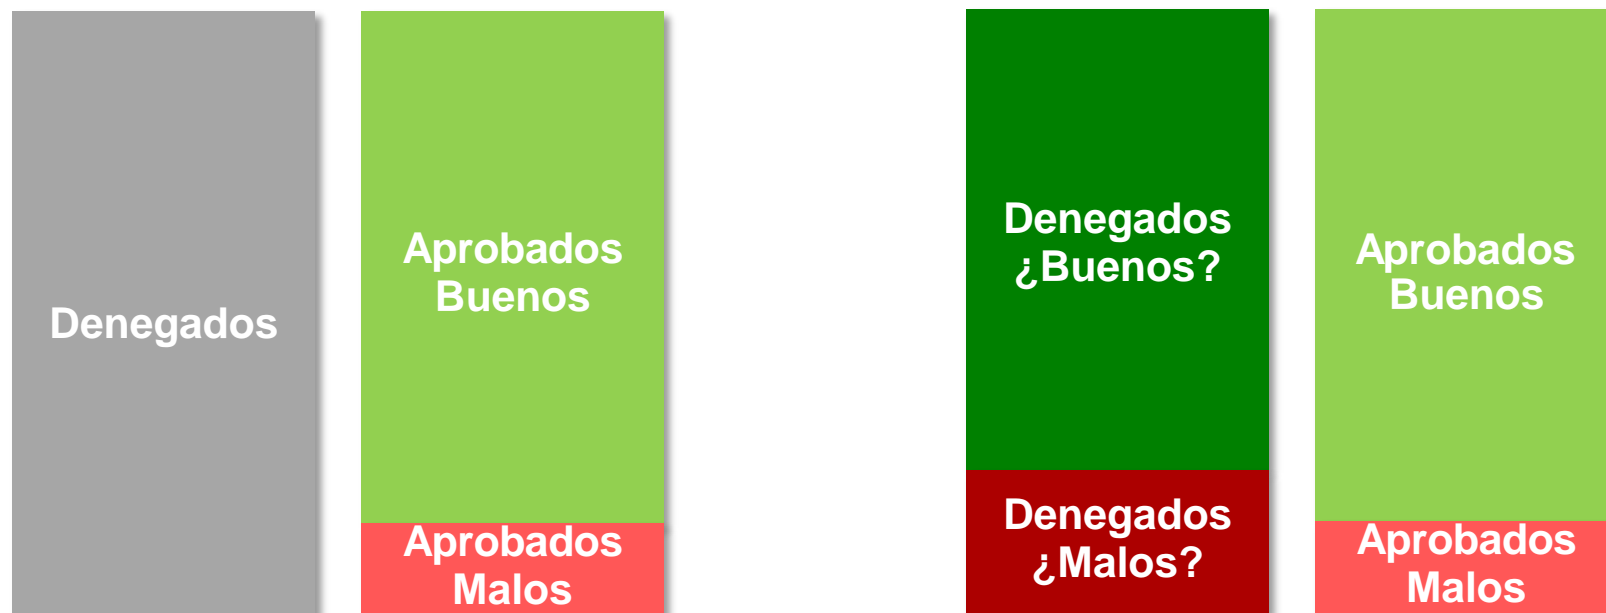 Denegados
Aprobados
Buenos
Aprobados
Malos
Denegados
¿Buenos?
Denegados
¿Malos?
Aprobados
Buenos
Aprobados
Malos